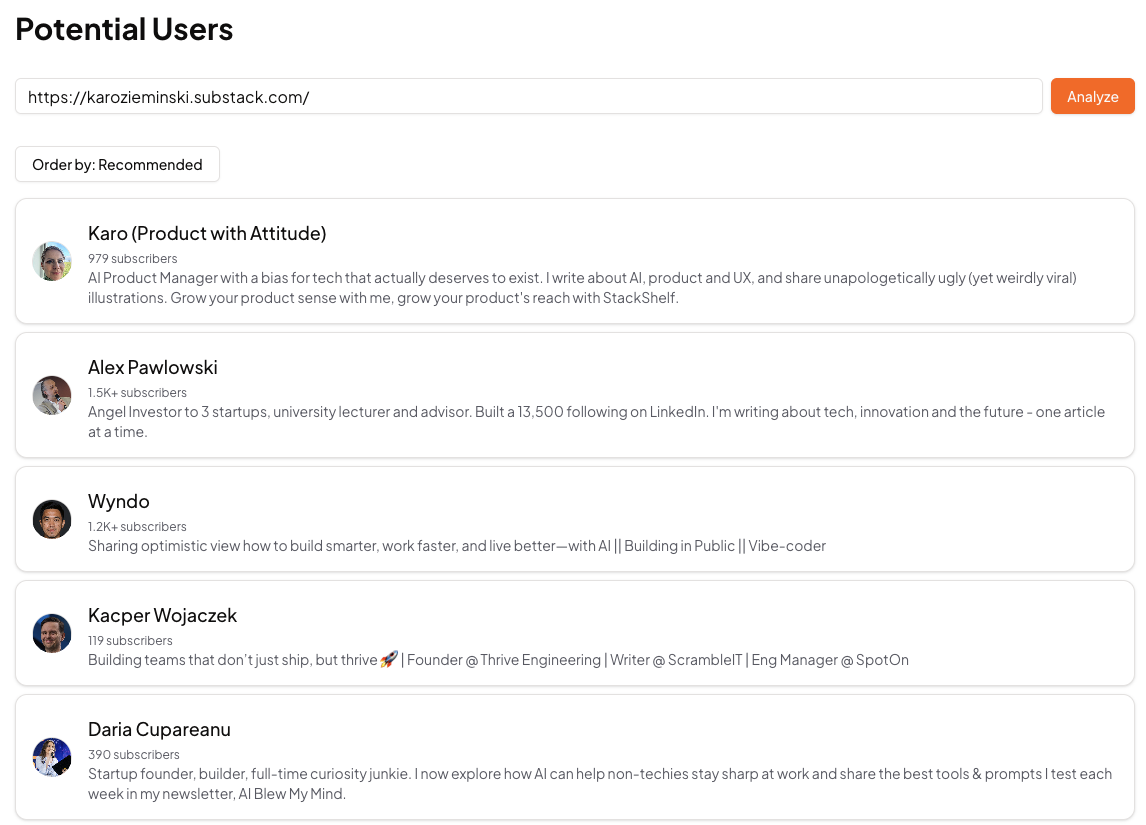 Potential Users
https://karozieminski.substack.com/
Analyze
Order by: Recommended
Karo (Product with Attitude)
979 subscribers
AI Product Manager with a bias for tech that actually deserves to exist. I write about AI, product and UX, and share unapologetically ugly (yet weirdly viral)
illustrations. Grow your product sense with me, grow your product's reach with StackShelf.
Alex Pawlowski
1.5K+ subscribers
Angel Investor to 3 startups, university lecturer and advisor. Built a 13,500 following on LinkedIn. I'm writing about tech, innovation and the future - one article
at a time.
Wyndo
1.2K+ subscribers
Sharing optimistic view how to build smarter, work faster, and live better—with AI || Building in Public || Vibe-coder
Kacper Wojaczek
119 subscribers
Building teams that don't just ship, but thrive 🚀 | Founder @ Thrive Engineering | Writer @ ScrambleIT | Eng Manager @ SpotOn
Daria Cupareanu
390 subscribers
Startup founder, builder, full-time curiosity junkie. I now explore how AI can help non-techies stay sharp at work and share the best tools & prompts I test each
week in my newsletter, AI Blew My Mind.